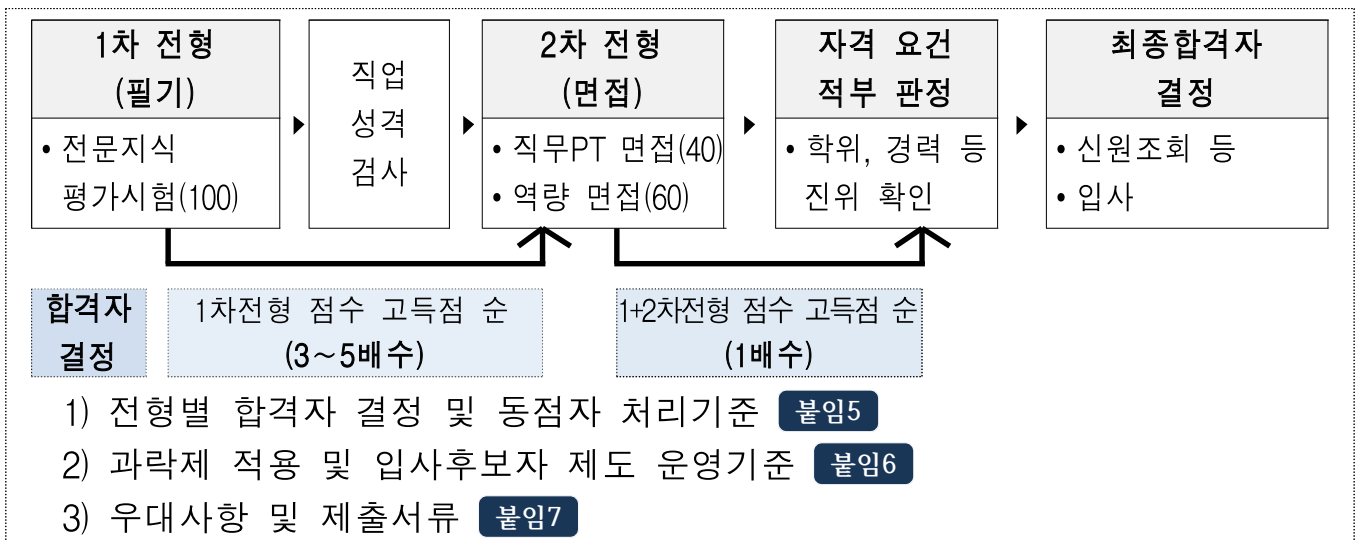 1차 전형
(필기)
• 전문지식
평가시험(100)
직업
성격
검사
2차 전형
(면접)
• 직무PT 면접(40)
• 역량 면접(60)
자격 요건
적부 판정
• 학위, 경력 등
진위 확인
최종합격자
결정
• 신원조회 등
• 입사
합격자
결정
1차전형 점수 고득점 순
(3~5배수)
1+2차전형 점수 고득점 순
(1배수)
1) 전형별 합격자 결정 및 동점자 처리기준 붙임5
2) 과락제 적용 및 입사후보자 제도 운영기준 붙임6
3) 우대사항 및 제출서류 붙임7